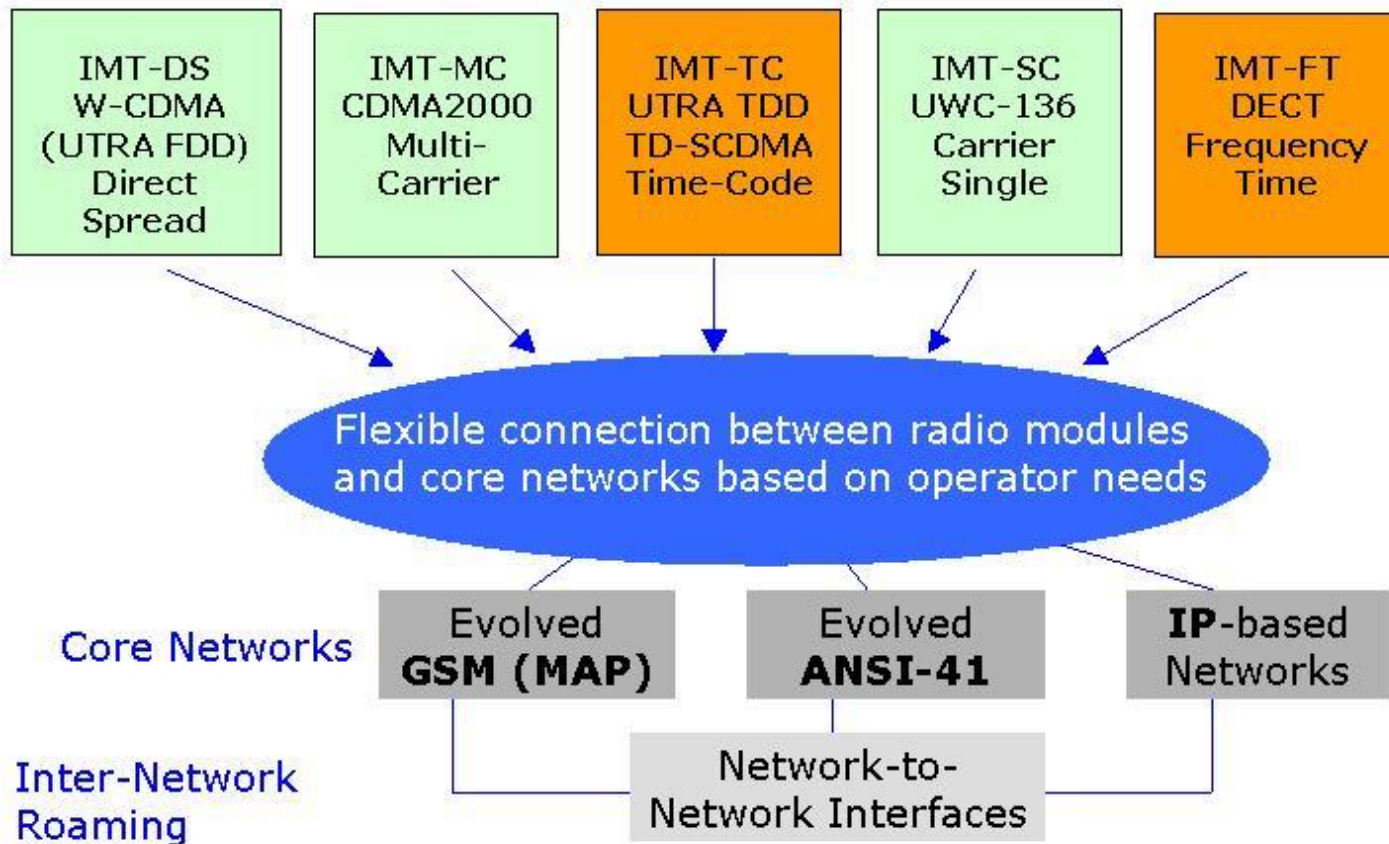 IMT-DS
W-CDMA
(UTRA FDD)
Direct
Spread
IMT-MC
CDMA2000
Multi-
Carrier
IMT-TC
UTRA TDD
TD-SCDMA
Time-Code
IMT-SC
UWC-136
Carrier
Single
IMT-FT
DECT
Frequency
Time
Flexible connection between radio modules
and core networks based on operator needs
Core Networks
Evolved
GSM (MAP)
Evolved
ANSI-41
IP-based
Networks
Inter-Network
Roaming
Network-to-
Network Interfaces